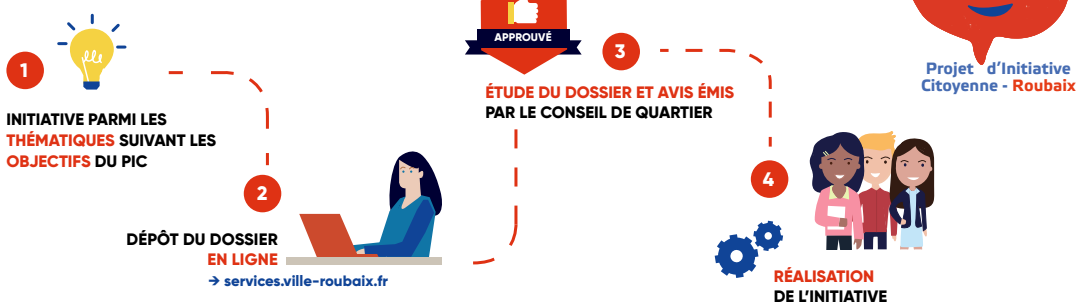 1
INITIATIVE PARMI LES
THÉMATIQUES SUIVANT LES
OBJECTIFS DU PIC
2
DÉPÔT DU DOSSIER
EN LIGNE
→ services.ville-roubaix.fr
APPROUVÉ
3
ÉTUDE DU DOSSIER ET AVIS ÉMIS
PAR LE CONSEIL DE QUARTIER
4
RÉALISATION
DE L'INITIATIVE
Projet d'Initiative
Citoyenne - Roubaix